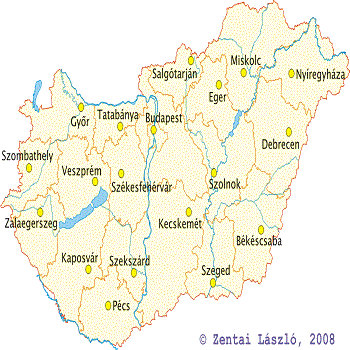 Miskolc
Salgótarján
Nyíregyháza
Eger
Tatabánya
Budapest
Győr
Debrecen
Szombathely
Veszprém
Székesfehérvár
Szolnok
Zalaegerszeg
Kecskemét
Békéscsaba
Kaposvár
Szekszárd
Szeged
Pécs
© Zentai László, 2008